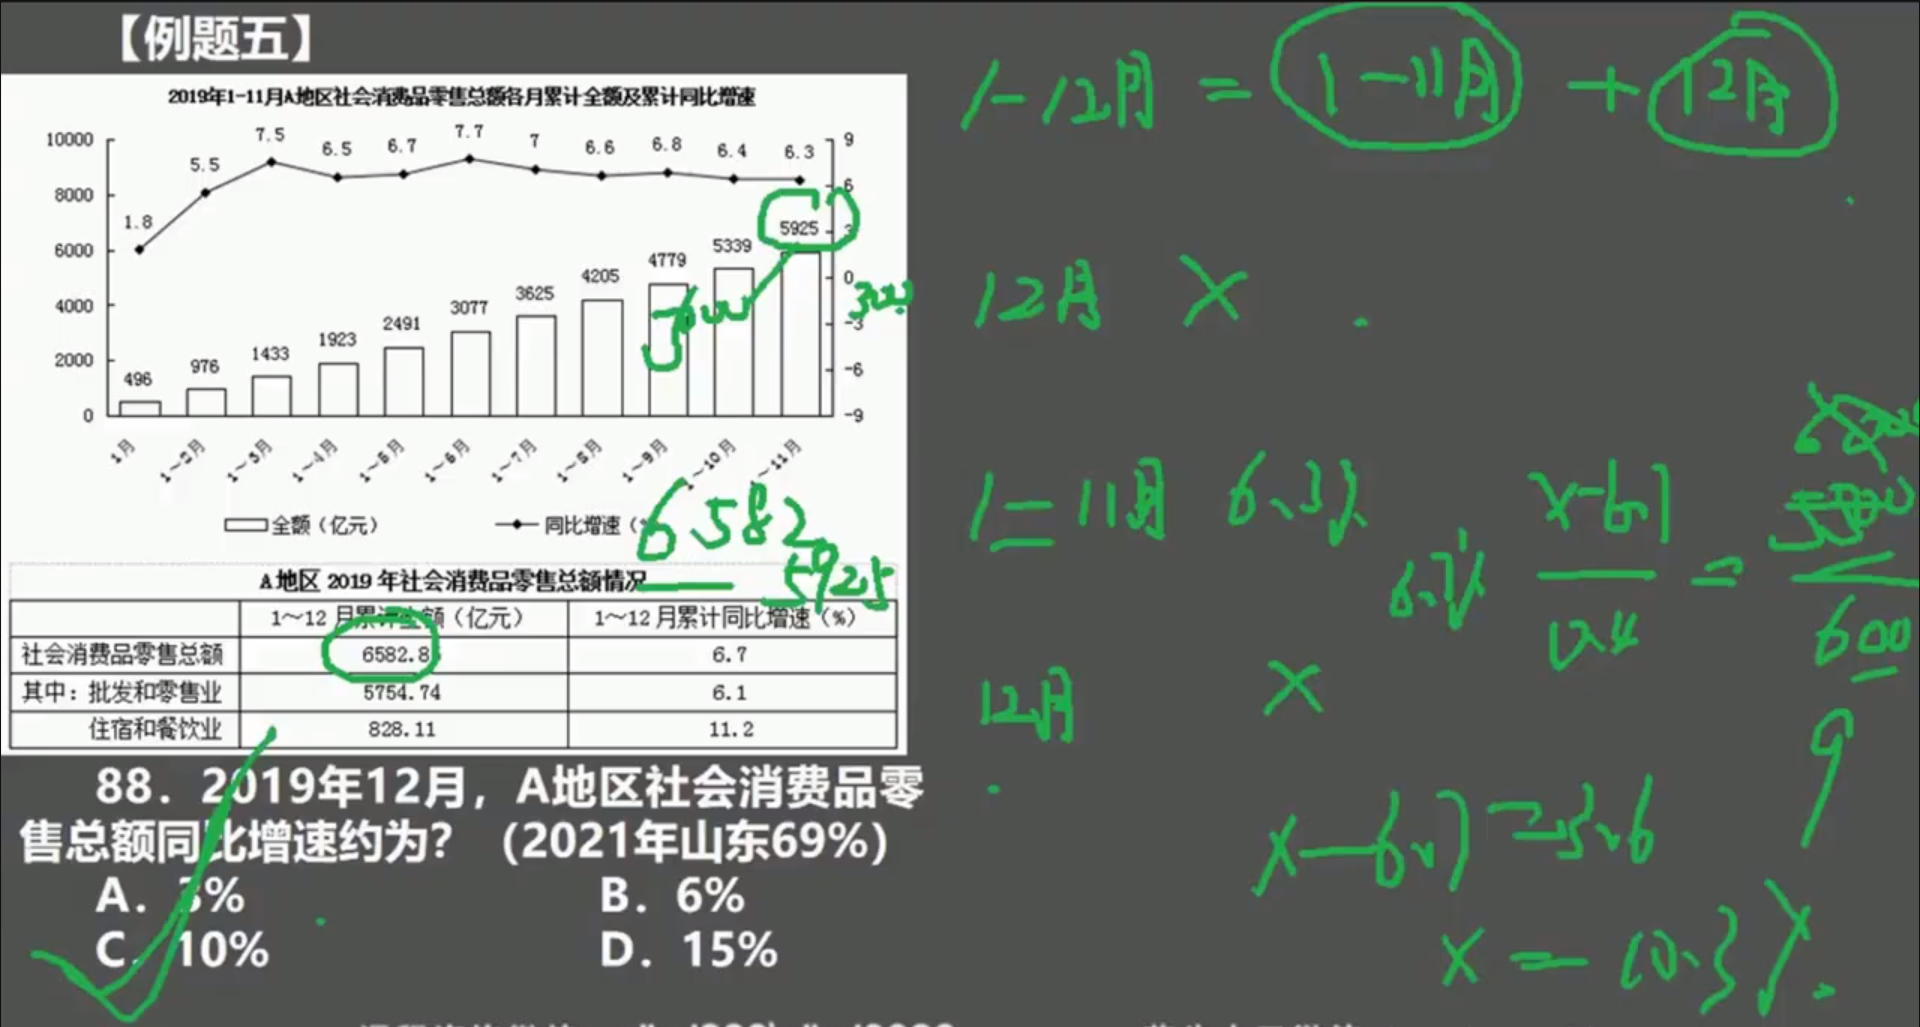 【例题五】
2019年1-11月A地区社会消费品零售总额各月累计全额及累计同比增速
10000
8000
6000
4000
2000
0
9
6
3
0
-3
-6
-9
1.8
5.5
7.5
6.5
6.7
7.7
7
6.6
6.8
6.4
6.3
496
976
1433
1923
2491
3077
3625
4205
4779
5339
5925
1月
1～2月
1～3月
1～4月
1～5月
1～6月
1～7月
1～8月
1～9月
1～10月
～11月
全额（亿元）
同比增速（
6582
5925
A地区 2019 年社会消费品零售总额情况
1～12 月累计金额（亿元） 1～12 月累计同比增速（%）
社会消费品零售总额 6582.8 6.7
其中：批发和零售业 5754.74 6.1
住宿和餐饮业 828.11 11.2
88．2019年12月，A地区社会消费品零
售总额同比增速约为？（2021年山东69%）
A．3% B．6%
C．10% D．15%
1-12月 = 1-11月 + 12月
12月 X
1-11月 6.3%
6.7%
x-6.7
0.4
=
600
9
12月 X
x-6.7=3.6
x=10.3%